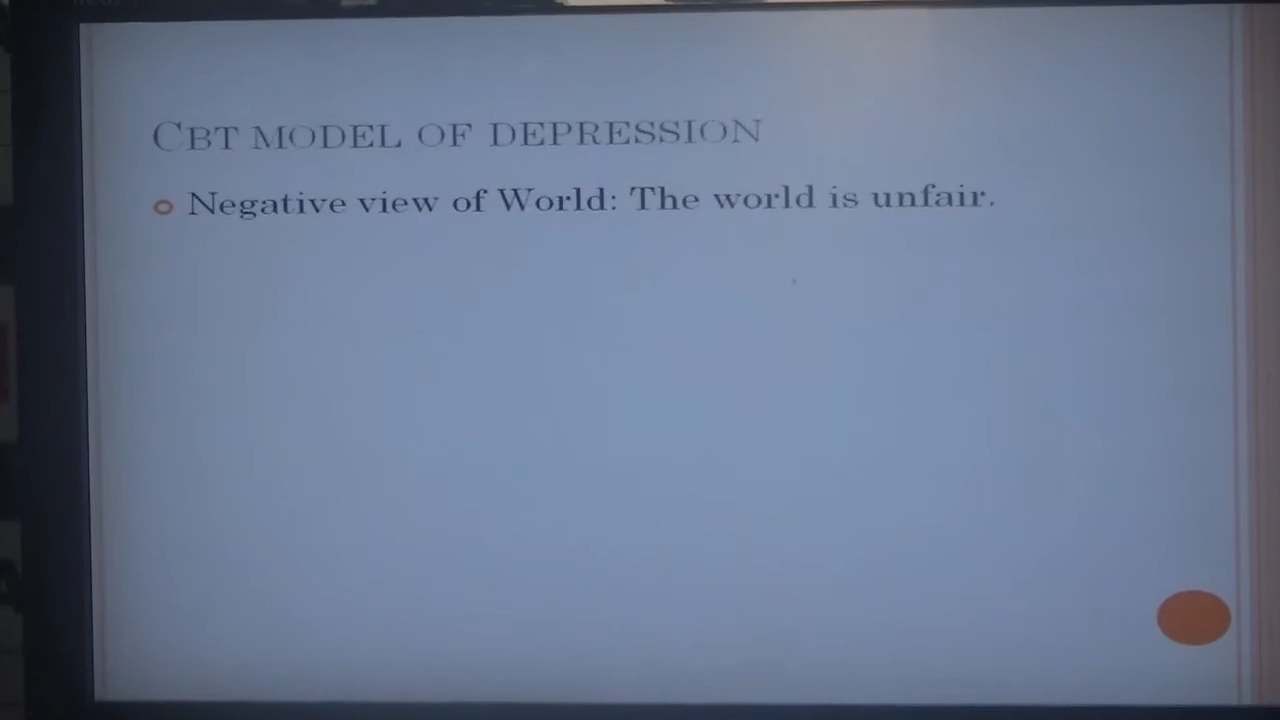 CBT MODEL OF DEPRESSION
Negative view of World: The world is unfair.